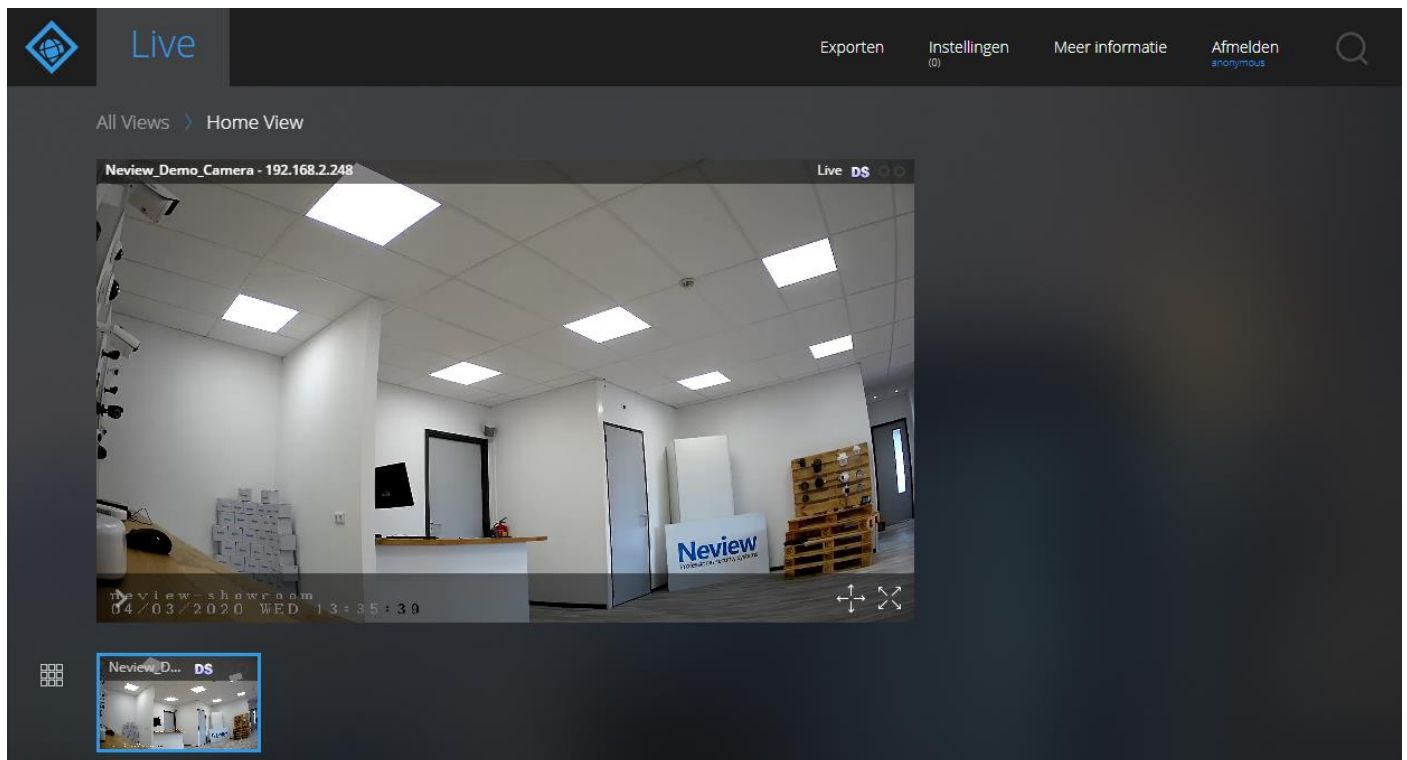 Live
Exporten
Instellingen
(0)
Meer informatie
Afmelden
anonymous
All Views > Home View
Neview_Demo_Camera - 192.168.2.248
Live DS
Neview
neview-showroom
04/03/2020 WED 13:35:39
Neview_D... DS
Neview